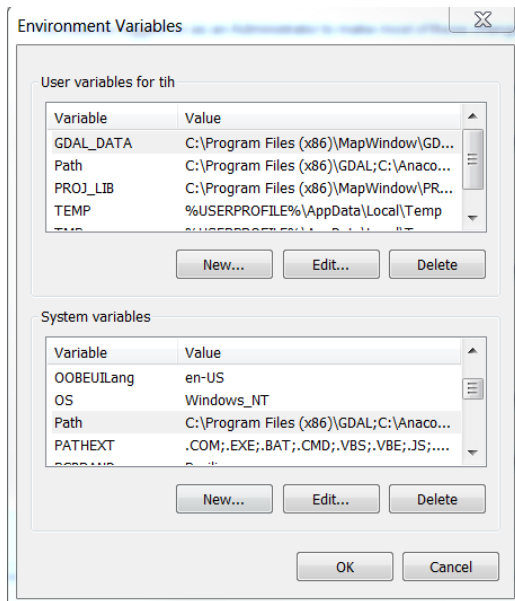 Environment Variables
User variables for tih
Variable Value
GDAL_DATA C:\Program Files (x86)\MapWindow\GD...
Path C:\Program Files (x86)\GDAL;C:\Anaco...
PROJ_LIB C:\Program Files (x86)\MapWindow\PR...
TEMP %USERPROFILE%\AppData\Local\Temp
New... Edit... Delete
System variables
Variable Value
OOBEUILang en-US
OS Windows_NT
Path C:\Program Files (x86)\GDAL;C:\Anaco...
PATHEXT .COM;.EXE;.BAT;.CMD;.VBS;.VBE;.JS;....
New... Edit... Delete
OK Cancel